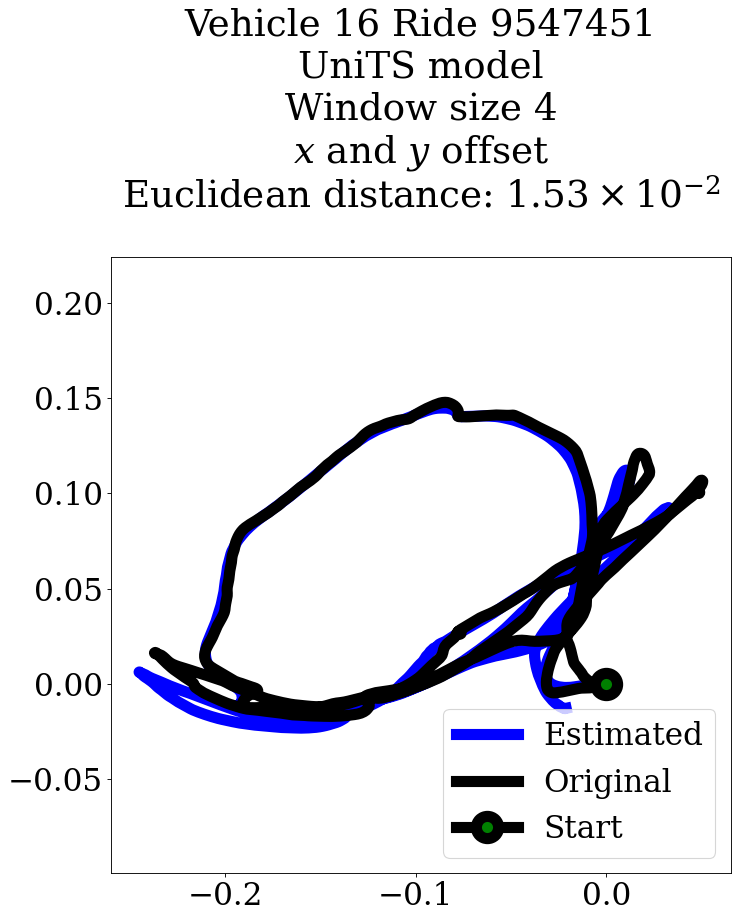 Vehicle 16 Ride 9547451
UniTS model
Window size 4
x and y offset
Euclidean distance: 1.53 × 10⁻²
0.20
0.15
0.10
0.05
0.00
−0.05
Estimated
Original
Start
−0.2
−0.1
0.0